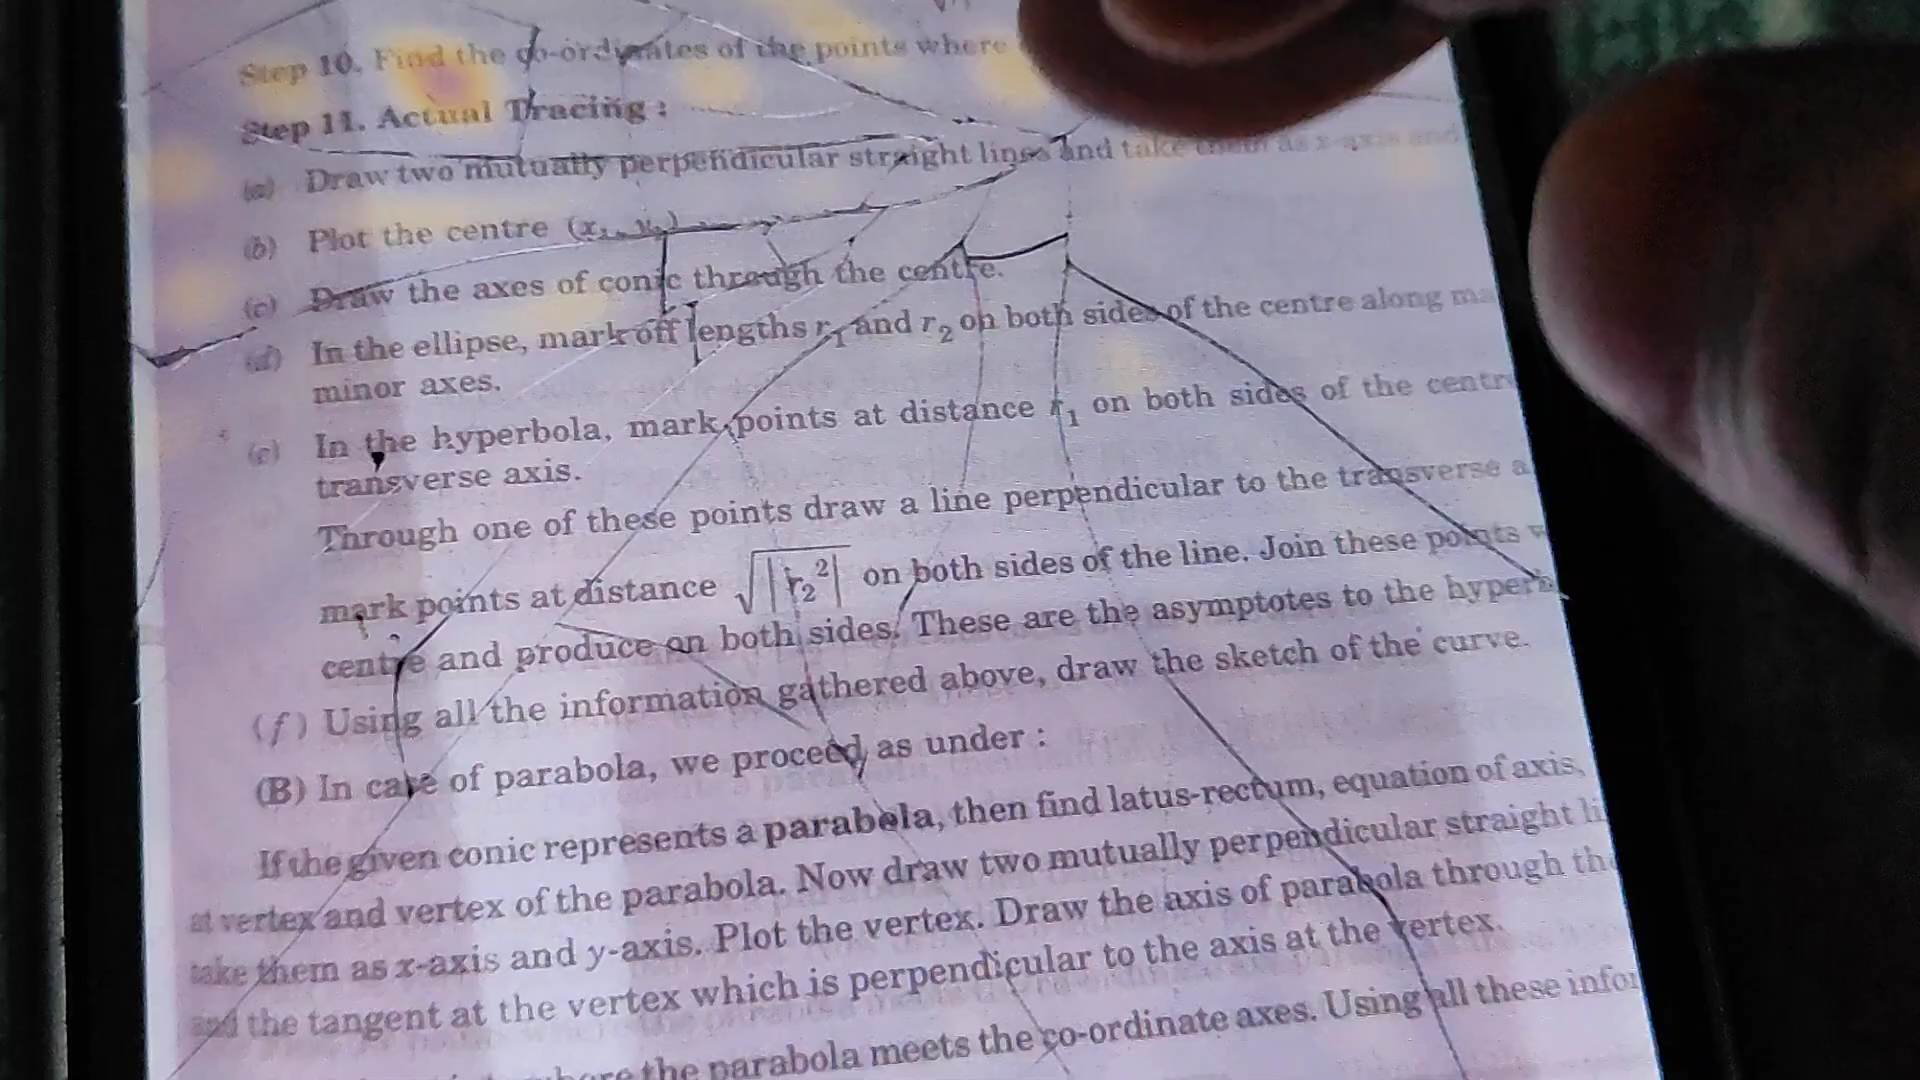 Step 10. Find the co-ordinates of the points where
Step 11. Actual Tracing :
(a) Draw two mutually perpendicular straight lines and take them as x-axis and
(b) Plot the centre (x₁, y₁)
(c) Draw the axes of conic through the centre.
(d) In the ellipse, mark off lengths r₁ and r₂ on both sides of the centre along
minor axes.
(e) In the hyperbola, mark points at distance r₁ on both sides of the centre
transverse axis.
Through one of these points draw a line perpendicular to the transverse
mark points at distance √|r₂²| on both sides of the line. Join these points
centre and produce on both sides. These are the asymptotes to the
(f) Using all the information gathered above, draw the sketch of the curve.
(B) In case of parabola, we proceed as under :
If the given conic represents a parabola, then find latus-rectum, equation of axis,
at vertex and vertex of the parabola. Now draw two mutually perpendicular straight
take them as x-axis and y-axis. Plot the vertex. Draw the axis of parabola through
and the tangent at the vertex which is perpendicular to the axis at the vertex.
where the parabola meets the co-ordinate axes. Using all these